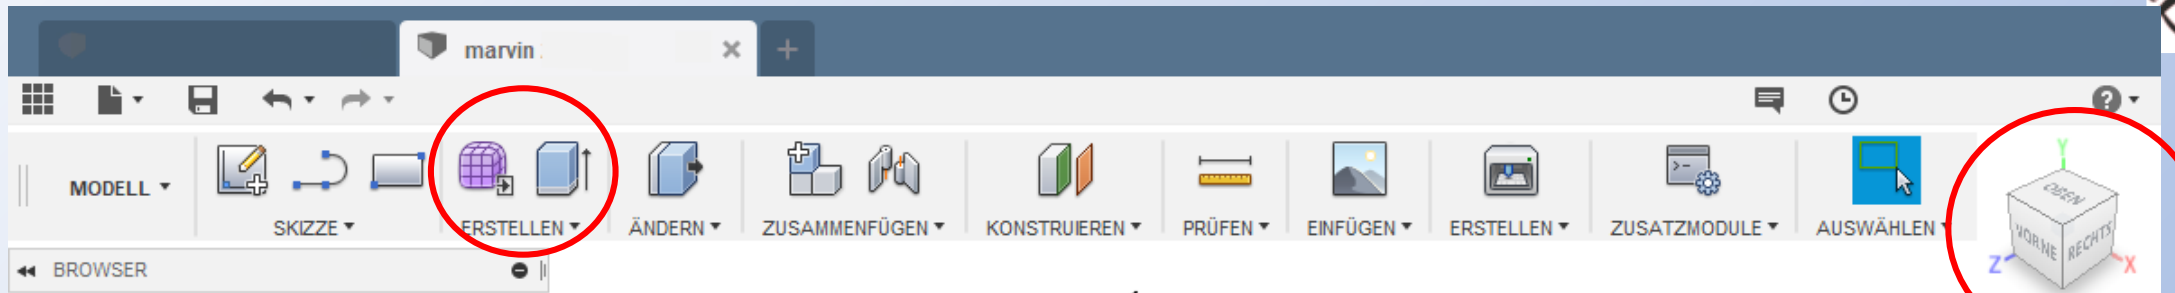 marvin
MODELL
SKIZZE
ERSTELLEN
ÄNDERN
ZUSAMMENFÜGEN
KONSTRUIEREN
PRÜFEN
EINFÜGEN
ERSTELLEN
ZUSATZMODULE
AUSWÄHLEN
Y
OBEN
VORNE
RECHTS
Z
X
BROWSER